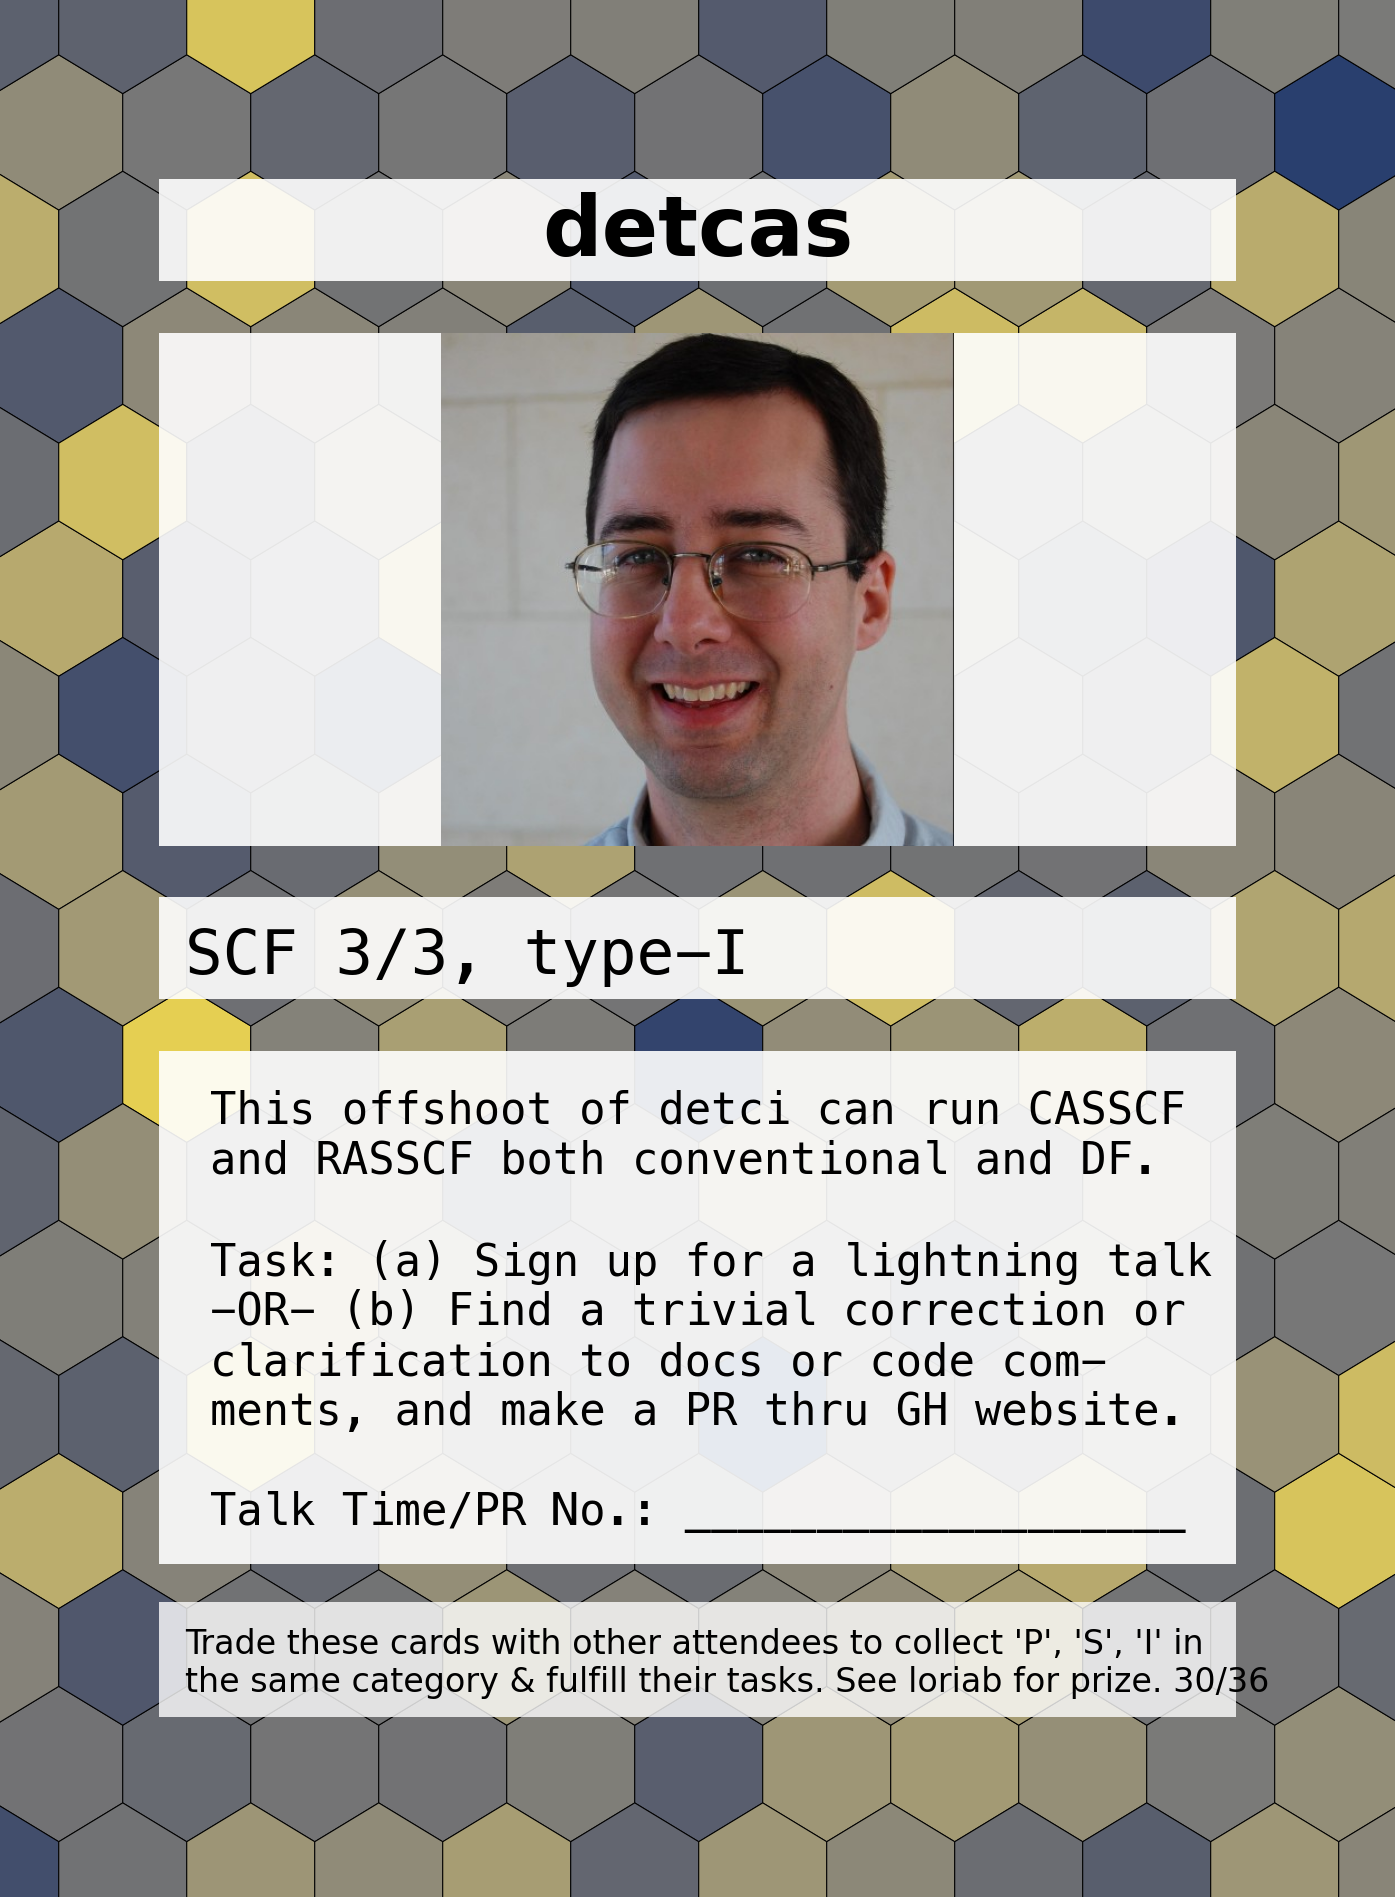 detcas
SCF 3/3, type-I
This offshoot of detci can run CASSCF
and RASSCF both conventional and DF.
Task: (a) Sign up for a lightning talk
-OR- (b) Find a trivial correction or
clarification to docs or code com-
ments, and make a PR thru GH website.
Talk Time/PR No.: ___________________
Trade these cards with other attendees to collect 'P', 'S', 'I' in
the same category & fulfill their tasks. See loriab for prize. 30/36